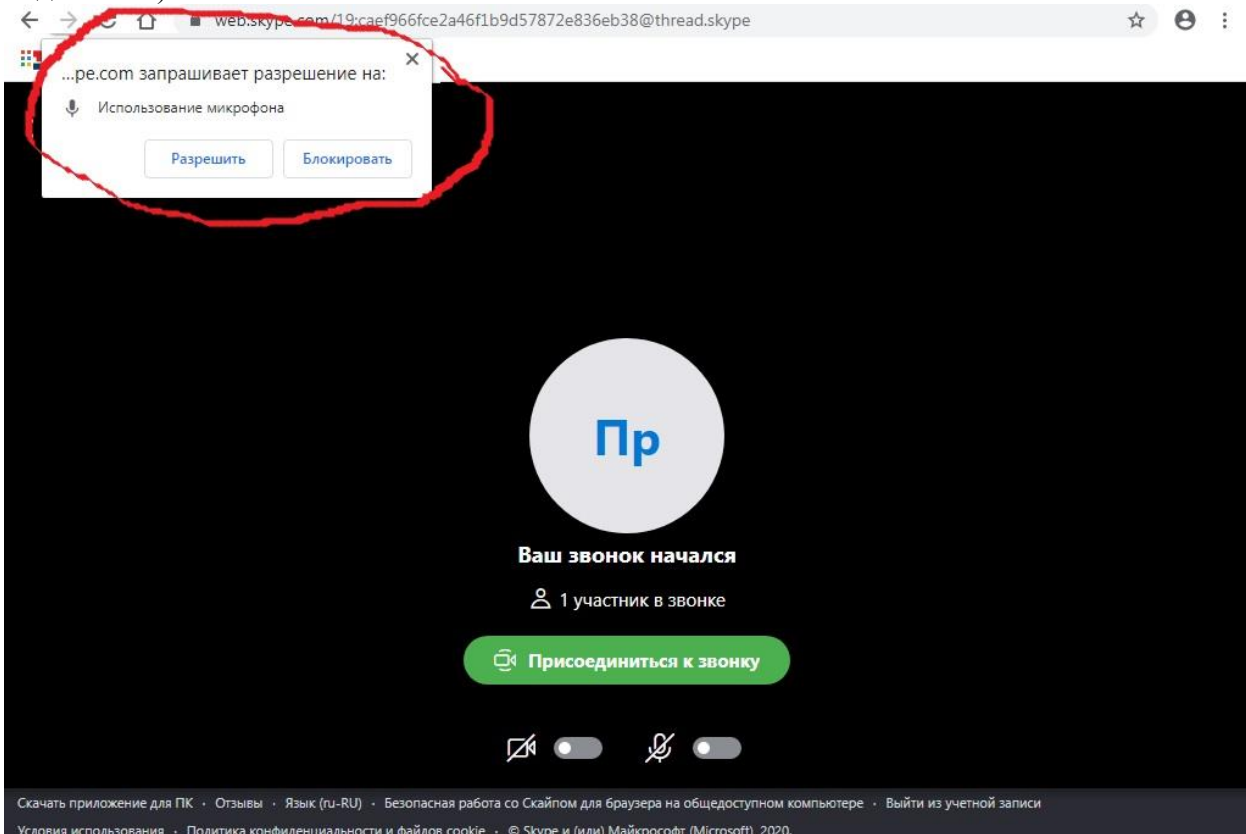 web.skype.com/19:caef966fce2a46f1b9d57872e836eb38@thread.skype
...pe.com запрашивает разрешение на:
Использование микрофона
Разрешить Блокировать
Пр
Ваш звонок начался
1 участник в звонке
Присоединиться к звонку
Скачать приложение для ПК · Отзывы · Язык (ru-RU) · Безопасная работа со Скайпом для браузера на общедоступном компьютере · Выйти из учетной записи
Условия использования · Политика конфиденциальности и файлов cookie · © Skype и (или) Майкрософт (Microsoft), 2020.